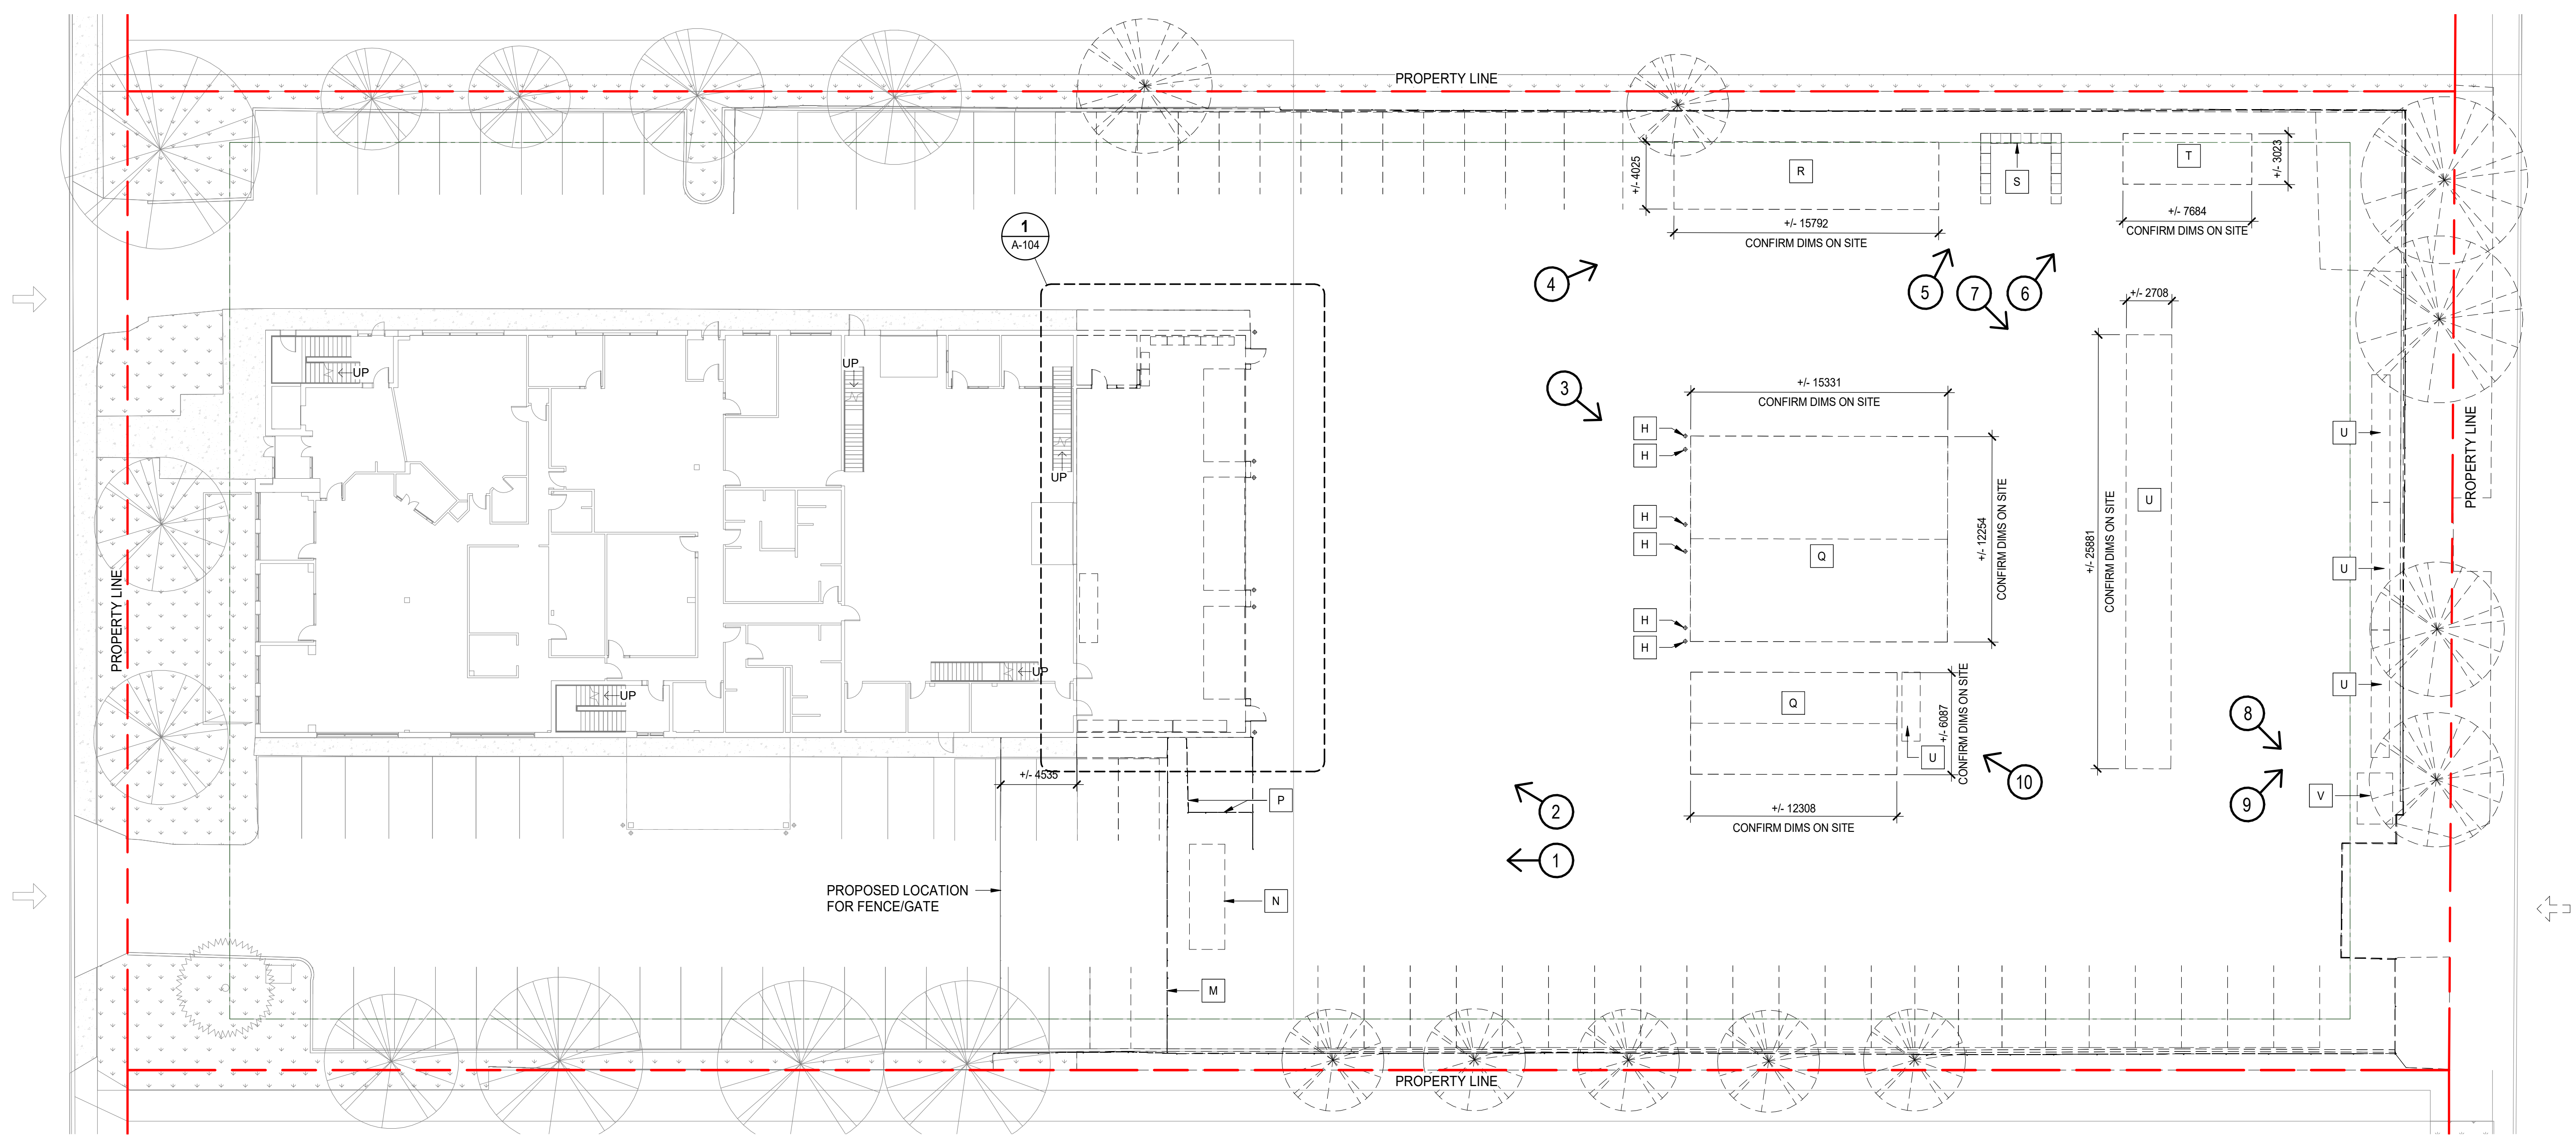 PROPERTY LINE
R
S
T
+/- 4025
+/- 3023
+/- 15792
CONFIRM DIMS ON SITE
+/- 7684
CONFIRM DIMS ON SITE
1
A-104
4
5
7
6
+/- 2708
UP
UP
UP
3
+/- 15331
CONFIRM DIMS ON SITE
H
H
H
H
H
H
Q
+/- 12254
CONFIRM DIMS ON SITE
+/- 25881
CONFIRM DIMS ON SITE
U
U
U
U
PROPERTY LINE
PROPERTY LINE
UP
UP
Q
U
+/- 6087
CONFIRM DIMS ON SITE
8
9
10
V
+/- 4535
P
+/- 12308
CONFIRM DIMS ON SITE
2
1
PROPOSED LOCATION
FOR FENCE/GATE
N
M
PROPERTY LINE